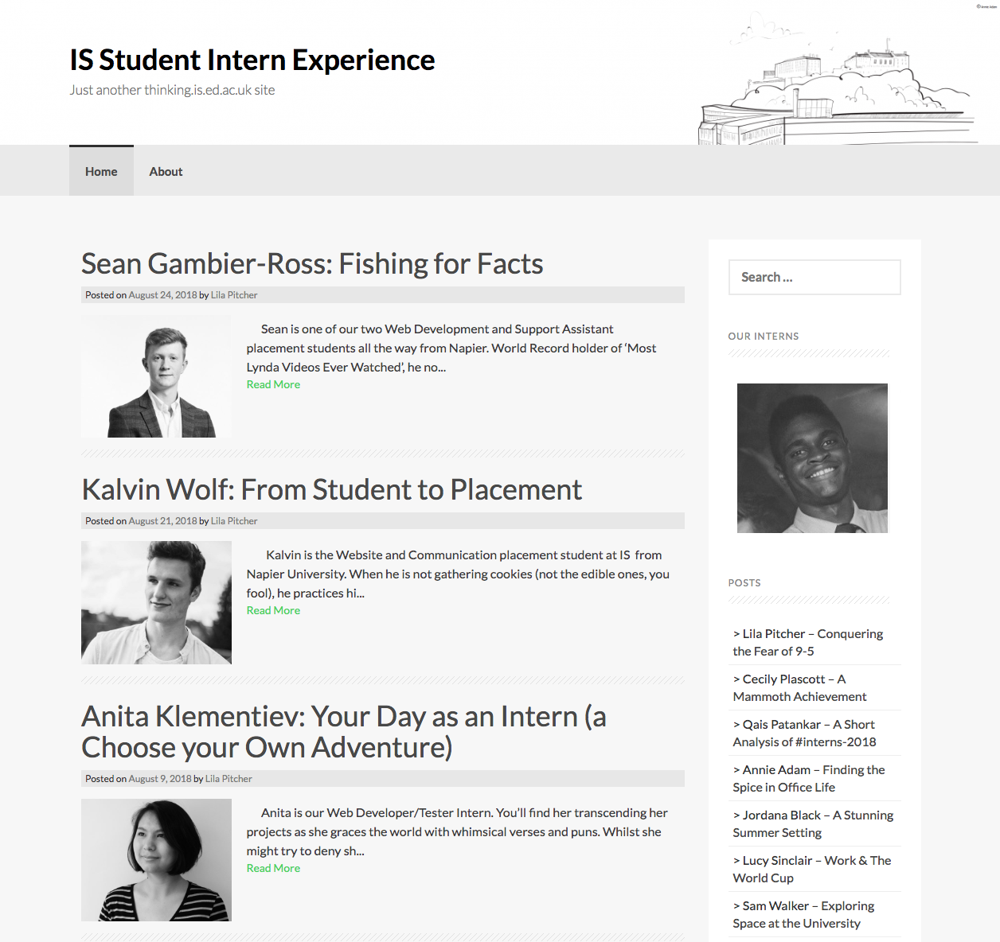 © Annie Adam
IS Student Intern Experience
Just another thinking.is.ed.ac.uk site
Home
About
Sean Gambier-Ross: Fishing for Facts
Posted on August 24, 2018 by Lila Pitcher
Sean is one of our two Web Development and Support Assistant
placement students all the way from Napier. World Record holder of ‘Most
Lynda Videos Ever Watched’, he no...
Read More
Kalvin Wolf: From Student to Placement
Posted on August 21, 2018 by Lila Pitcher
Kalvin is the Website and Communication placement student at IS from
Napier University. When he is not gathering cookies (not the edible ones, you
fool), he practices hi...
Read More
Anita Klementiev: Your Day as an Intern (a
Choose your Own Adventure)
Posted on August 9, 2018 by Lila Pitcher
Anita is our Web Developer/Tester Intern. You’ll find her transcending her
projects as she graces the world with whimsical verses and puns. Whilst she
might try to deny sh...
Read More
Search ...
OUR INTERNS
POSTS
> Lila Pitcher – Conquering
the Fear of 9-5
> Cecily Plascott – A
Mammoth Achievement
> Qais Patankar – A Short
Analysis of #interns-2018
> Annie Adam – Finding the
Spice in Office Life
> Jordana Black – A Stunning
Summer Setting
> Lucy Sinclair – Work & The
World Cup
> Sam Walker – Exploring
Space at the University